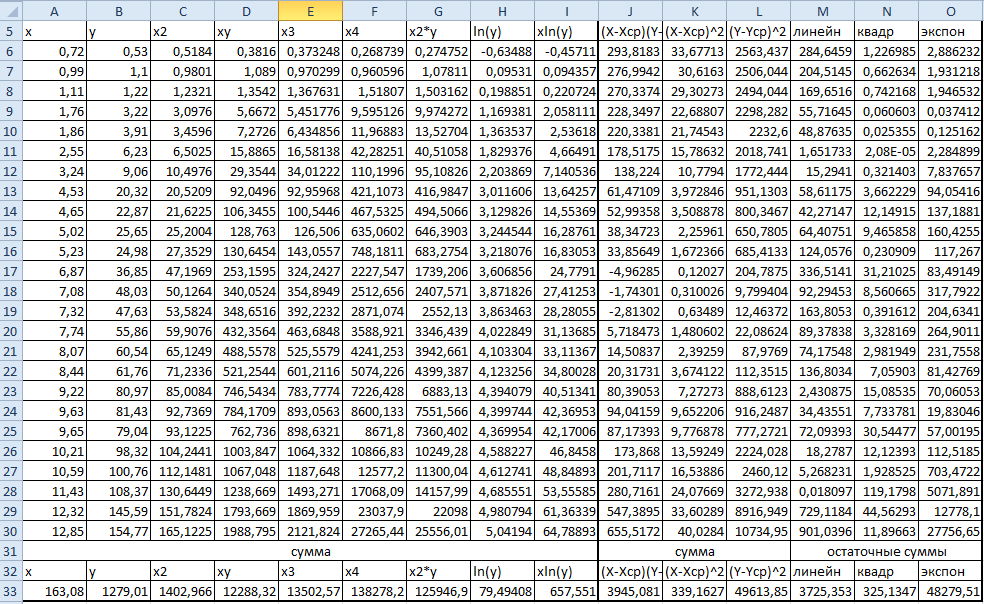 A B C D E F G H I J K L M N O
5 x y x2 xy x3 x4 x2*y ln(y) xln(y) (X-Xcp)(Y- (X-Xcp)^2 (Y-Ycp)^2 линейн квадр экспон
6 0,72 0,53 0,5184 0,3816 0,373248 0,268739 0,274752 -0,63488 -0,45711 293,8183 33,67713 2563,437 284,6459 1,226985 2,886232
7 0,99 1,1 0,9801 1,089 0,970299 0,960596 1,07811 0,09531 0,094357 276,9942 30,6163 2506,044 204,5145 0,662634 1,931218
8 1,11 1,22 1,2321 1,3542 1,367631 1,51807 1,503162 0,198851 0,220724 270,3374 29,30273 2494,044 169,6516 0,742168 1,946532
9 1,76 3,22 3,0976 5,6672 5,451776 9,595126 9,974272 1,169381 2,058111 228,3497 22,68807 2298,282 55,71645 0,060603 0,037412
10 1,86 3,91 3,4596 7,2726 6,434856 11,96883 13,52704 1,363537 2,53618 220,3381 21,74543 2232,6 48,87635 0,025355 0,125162
11 2,55 6,23 6,5025 15,8865 16,58138 42,28251 40,51058 1,829376 4,66491 178,5175 15,78632 2018,741 1,651733 2,08E-05 2,284899
12 3,24 9,06 10,4976 29,3544 34,01222 110,1996 95,10826 2,203869 7,140536 138,224 10,7794 1772,444 15,2941 0,321403 7,837657
13 4,53 20,32 20,5209 92,0496 92,95968 421,1073 416,9847 3,011606 13,64257 61,47109 3,972846 951,1303 58,61175 3,662229 94,05416
14 4,65 22,87 21,6225 106,3455 100,5446 467,5325 494,5066 3,129826 14,55369 52,99358 3,508878 800,3467 42,27147 12,14915 137,1881
15 5,02 25,65 25,2004 128,763 126,506 635,0602 646,3903 3,244544 16,28761 38,34723 2,25961 650,7805 64,40751 9,465858 160,4255
16 5,23 24,98 27,3529 130,6454 143,0557 748,1811 683,2754 3,218076 16,83053 33,85649 1,672366 685,4133 124,0576 0,230909 117,267
17 6,87 36,85 47,1969 253,1595 324,2427 2227,547 1739,206 3,606856 24,7791 -4,96285 0,12027 204,7875 336,5141 31,21025 83,49149
18 7,08 48,03 50,1264 340,0524 354,8949 2512,656 2407,571 3,871826 27,41253 -1,74301 0,310026 9,799404 92,29453 8,560665 317,7922
19 7,32 47,63 53,5824 348,6516 392,2232 2871,074 2552,13 3,863463 28,28055 -2,81302 0,63489 12,46372 163,8053 0,391612 204,6341
20 7,74 55,86 59,9076 432,3564 463,6848 3588,921 3346,439 4,022849 31,13685 5,718473 1,480602 22,08624 89,37838 3,328169 264,9011
21 8,07 60,54 65,1249 488,5578 525,5579 4241,253 3942,661 4,103304 33,11367 14,50837 2,39259 87,9769 74,17548 2,981949 231,7558
22 8,44 61,76 71,2336 521,2544 601,2116 5074,226 4399,387 4,123256 34,80028 20,31731 3,674122 112,3515 136,8034 7,05903 81,42769
23 9,22 80,97 85,0084 746,5434 783,7774 7226,428 6883,13 4,394079 40,51341 80,39053 7,27273 888,6123 2,430875 15,08535 70,06053
24 9,63 81,43 92,7369 784,1709 893,0563 8600,133 7551,566 4,399744 42,36953 94,04159 9,652206 916,2487 34,43551 7,733781 19,83046
25 9,65 79,04 93,1225 762,736 898,6321 8671,8 7360,402 4,369954 42,17006 87,17393 9,776878 777,2721 72,09393 30,54477 57,00195
26 10,21 98,32 104,2441 1003,847 1064,332 10866,83 10249,28 4,588227 46,8458 173,868 13,59249 2224,028 18,2787 12,12393 112,5185
27 10,59 100,76 112,1481 1067,048 1187,648 12577,2 11300,04 4,612741 48,84893 201,7117 16,53886 2460,12 5,268231 1,928525 703,4722
28 11,43 108,37 130,6449 1238,669 1493,271 17068,09 14157,99 4,685551 53,55585 280,7161 24,07669 3272,938 0,018097 119,1798 5071,891
29 12,32 145,59 151,7824 1793,669 1869,959 23037,9 22098 4,980794 61,36339 547,3895 33,60289 8916,949 729,1184 44,56293 12778,1
30 12,85 154,77 165,1225 1988,795 2121,824 27265,44 25556,01 5,04194 64,78893 655,5172 40,0284 10734,95 901,0396 11,89663 27756,65
31 сумма сумма остаточные суммы
32 x y x2 xy x3 x4 x2*y ln(y) xln(y) (X-Xcp)(Y- (X-Xcp)^2 (Y-Ycp)^2 линейн квадр экспон
33 163,08 1279,01 1402,966 12288,32 13502,57 138278,2 125946,9 79,49408 657,551 3945,081 339,1627 49613,85 3725,353 325,1347 48279,51